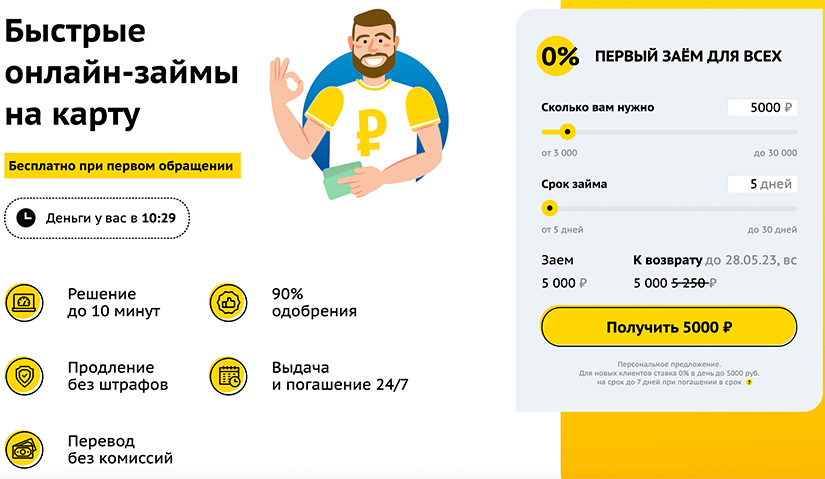 Быстрые
онлайн-займы
на карту
Бесплатно при первом обращении
Деньги у вас в 10:29
Решение
до 10 минут
90%
одобрения
Продление
без штрафов
Выдача
и погашение 24/7
Перевод
без комиссий
₽
0% ПЕРВЫЙ ЗАЁМ ДЛЯ ВСЕХ
Сколько вам нужно 5000 ₽
от 3 000 до 30 000
Срок займа 5 дней
от 5 дней до 30 дней
Заем К возврату до 28.05.23, вс
5 000 ₽ 5 000 5 250 ₽
Получить 5000 ₽
Персональное предложение.
Для новых клиентов ставка 0% в день до 5000 руб.
на срок до 7 дней при погашении в срок ?